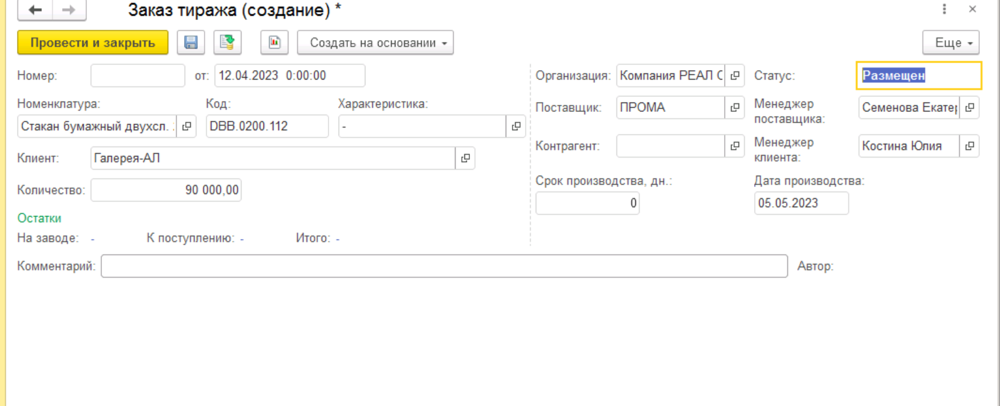 Заказ тиража (создание) *
Провести и закрыть
Создать на основании
Еще
Номер:
от: 12.04.2023 0:00:00
Организация: Компания РЕАЛ
Статус: Размещен
Номенклатура:
Код:
Характеристика:
Стакан бумажный двухсл.
DBB.0200.112
-
Поставщик: ПРОМА
Менеджер
поставщика:
Семенова Екатер
Клиент: Галерея-АЛ
Контрагент:
Менеджер
клиента:
Костина Юлия
Количество: 90 000,00
Срок производства, дн.:
0
Дата производства:
05.05.2023
Остатки
На заводе: -
К поступлению: -
Итого: -
Комментарий:
Автор: